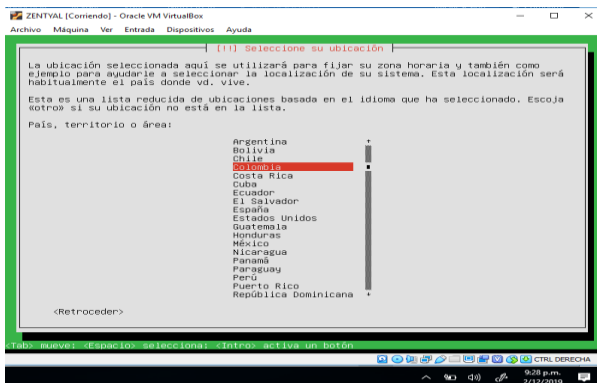 ZENTYAL [Corriendo] - Oracle VM VirtualBox
Archivo Máquina Ver Entrada Dispositivos Ayuda
[!!] Seleccione su ubicación
La ubicación seleccionada aquí se utilizará para fijar su zona horaria y también como
ejemplo para ayudarle a seleccionar la localización de su sistema. Esta localización será
habitualmente el país donde vd. vive.
Esta es una lista reducida de ubicaciones basada en el idioma que ha seleccionado. Escoja
«otro» si su ubicación no está en la lista.
País, territorio o área:
Argentina
Bolivia
Chile
Colombia
Costa Rica
Cuba
Ecuador
El Salvador
España
Estados Unidos
Guatemala
Honduras
México
Nicaragua
Panamá
Paraguay
Perú
Puerto Rico
República Dominicana
<Retroceder>
<Tab> mueve; <Espacio> selecciona; <Intro> activa un botón
CTRL DERECHA
9:28 p.m.
2/12/2019